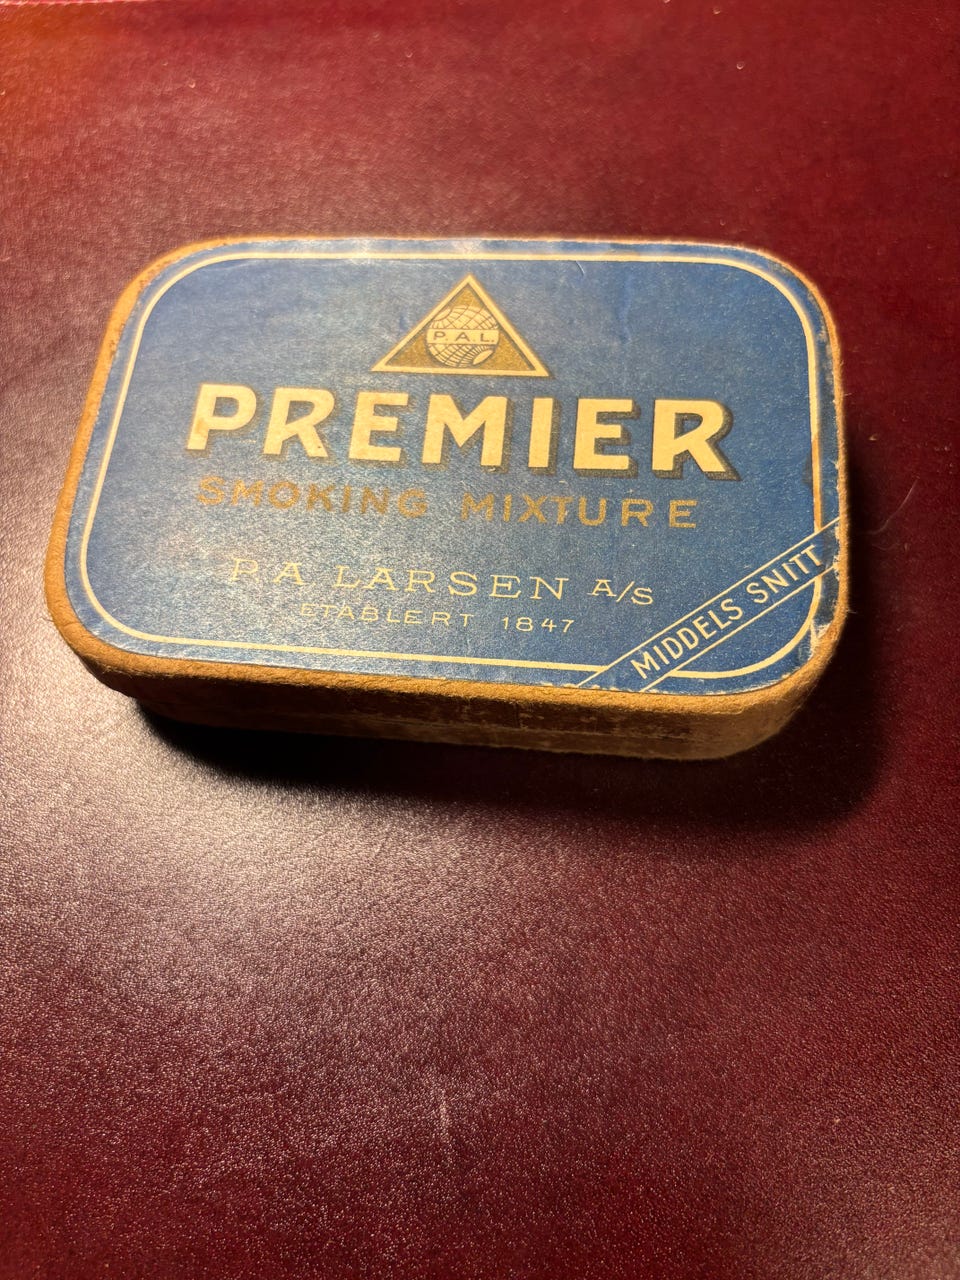 P.A.L.
PREMIER
SMOKING MIXTURE
P.A LARSEN A/S
ETABLERT 1847
MIDDELS SNITT